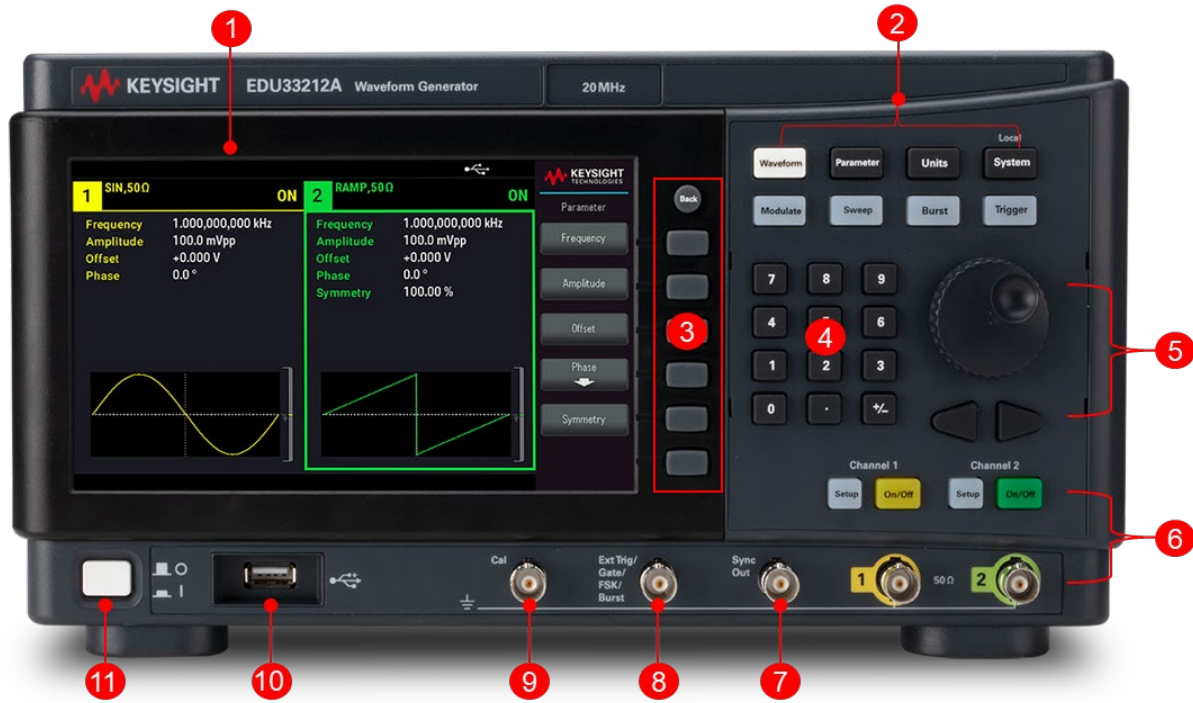 1
2
KEYSIGHT EDU33212A Waveform Generator 20 MHz
1 SIN,50Ω ON
Frequency 1.000,000,000 kHz
Amplitude 100.0 mVpp
Offset +0.000 V
Phase 0.0 °
2 RAMP,50Ω ON
Frequency 1.000,000,000 kHz
Amplitude 100.0 mVpp
Offset +0.000 V
Phase 0.0 °
Symmetry 100.00 %
KEYSIGHT
TECHNOLOGIES
Parameter
Frequency
Amplitude
Offset
Phase
Symmetry
Back
3
Local
Waveform Parameter Units System
Modulate Sweep Burst Trigger
7 8 9
4 6
1 2 3
0 . +/-
4
5
Channel 1 Channel 2
Setup On/Off Setup On/Off
6
Cal
Ext Trig/
Gate/
FSK/
Burst
Sync
Out
1 50 Ω 2
11
10
9
8
7